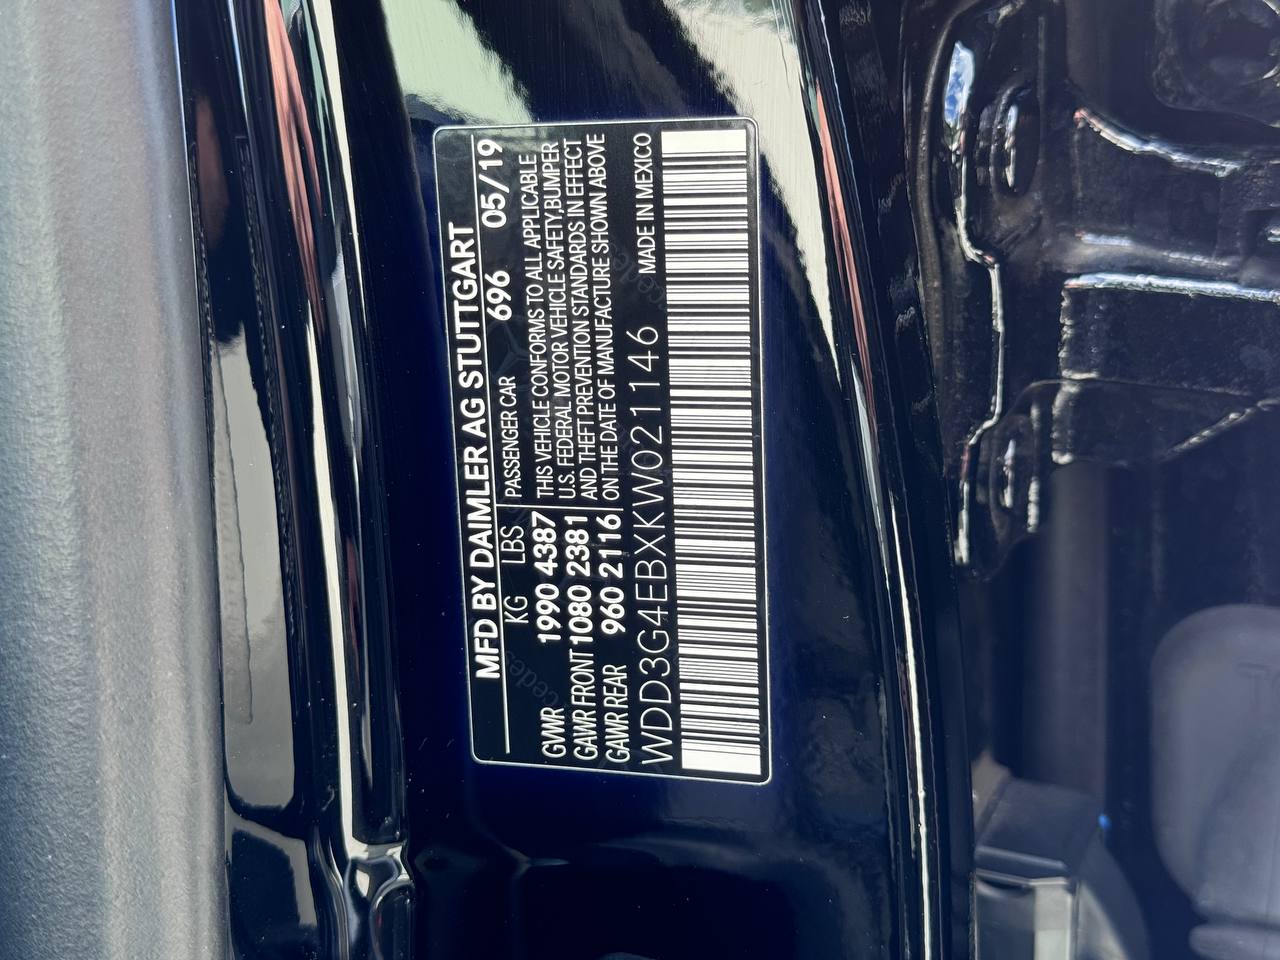 MFD BY DAIMLER AG STUTTGART
KG LBS PASSENGER CAR 696 05/19
GVWR 1990 4387 THIS VEHICLE CONFORMS TO ALL APPLICABLE
U.S. FEDERAL MOTOR VEHICLE SAFETY,BUMPER
GAWR FRONT 1080 2381 AND THEFT PREVENTION STANDARDS IN EFFECT
GAWR REAR 960 2116 ON THE DATE OF MANUFACTURE SHOWN ABOVE
WDD3G4EBXKW021146 MADE IN MEXICO